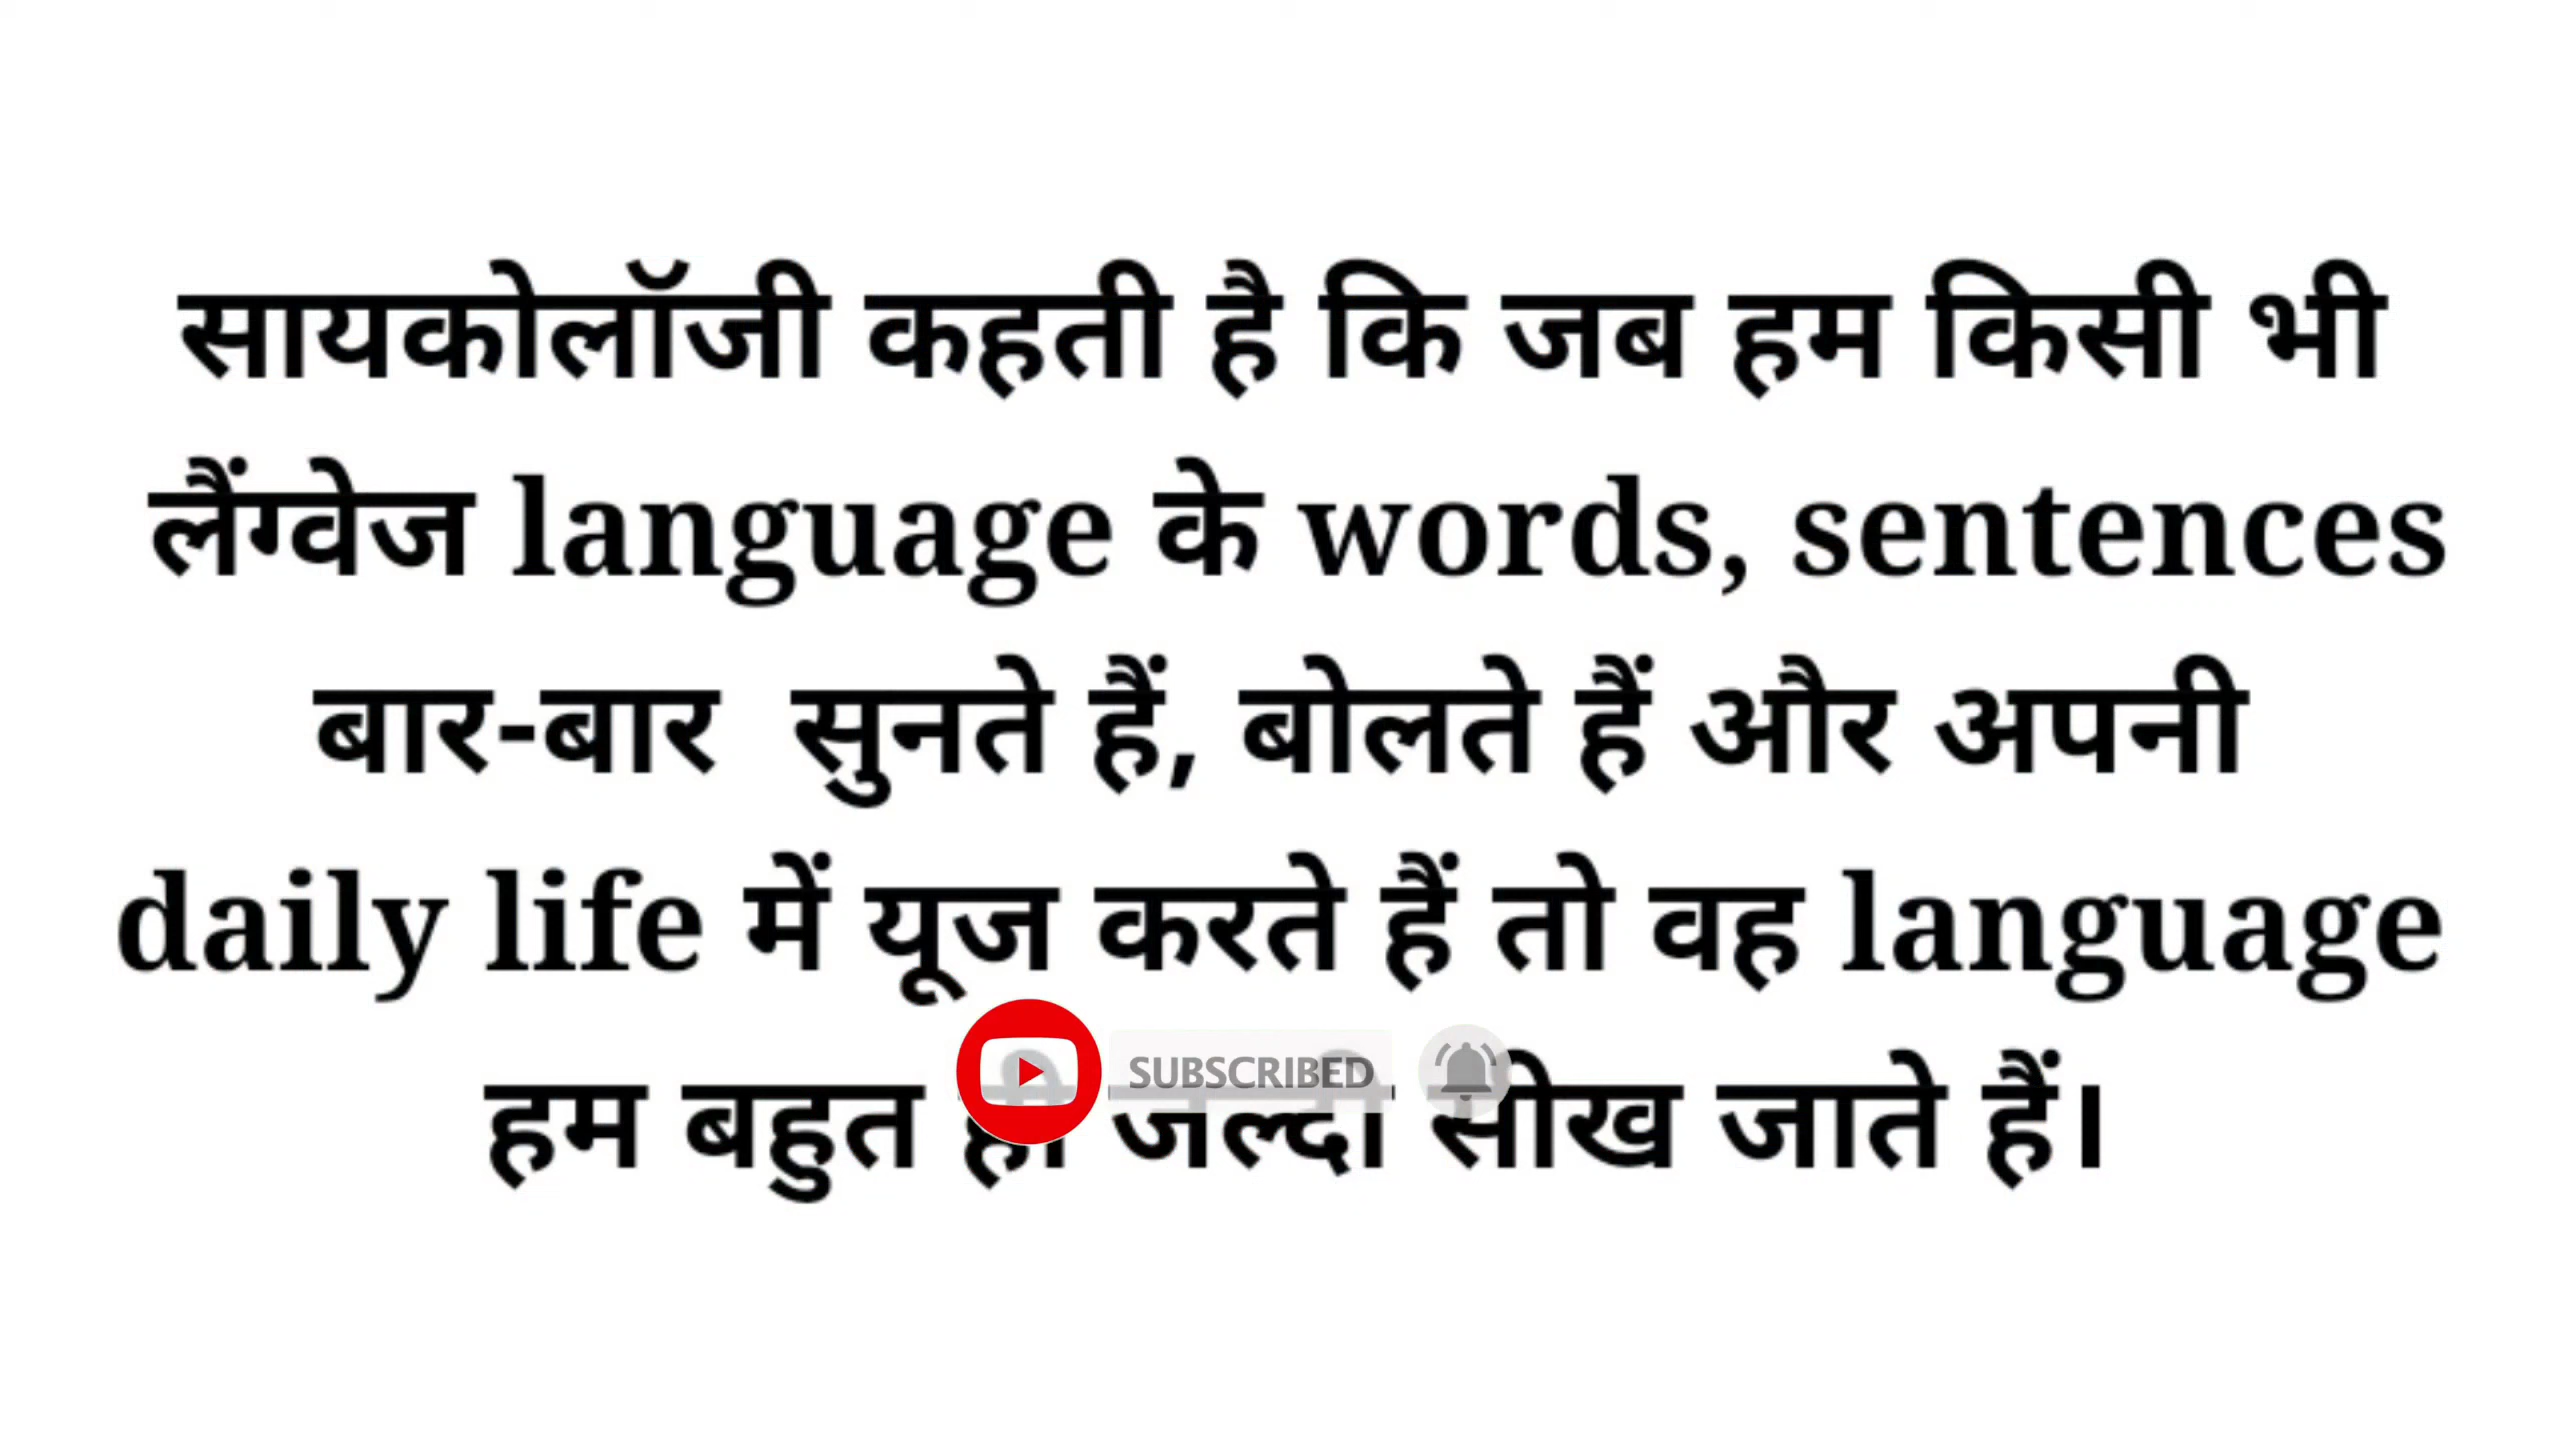 सायकोलॉजी कहती है कि जब हम किसी भी
लैंग्वेज language के words, sentences
बार-बार  सुनते हैं, बोलते हैं और अपनी
daily life में यूज करते हैं तो वह language
हम बहुत ही जल्दी सीख जाते हैं।
SUBSCRIBED